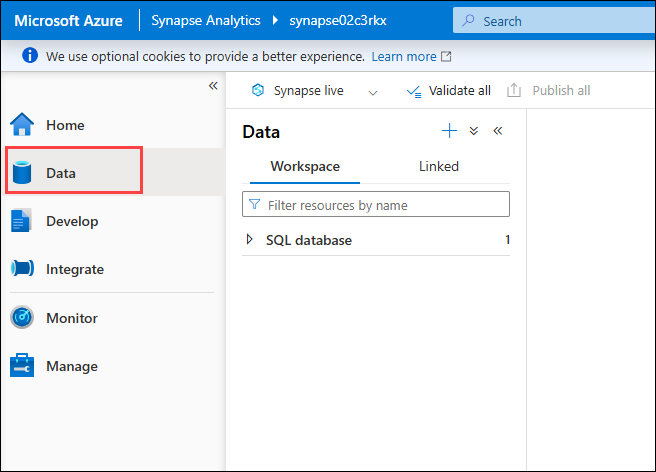 Microsoft Azure Synapse Analytics synapse02c3rkx Search
We use optional cookies to provide a better experience. Learn more
Synapse live Validate all Publish all
Home
Data
Develop
Integrate
Monitor
Manage
Data
Workspace Linked
Filter resources by name
SQL database 1